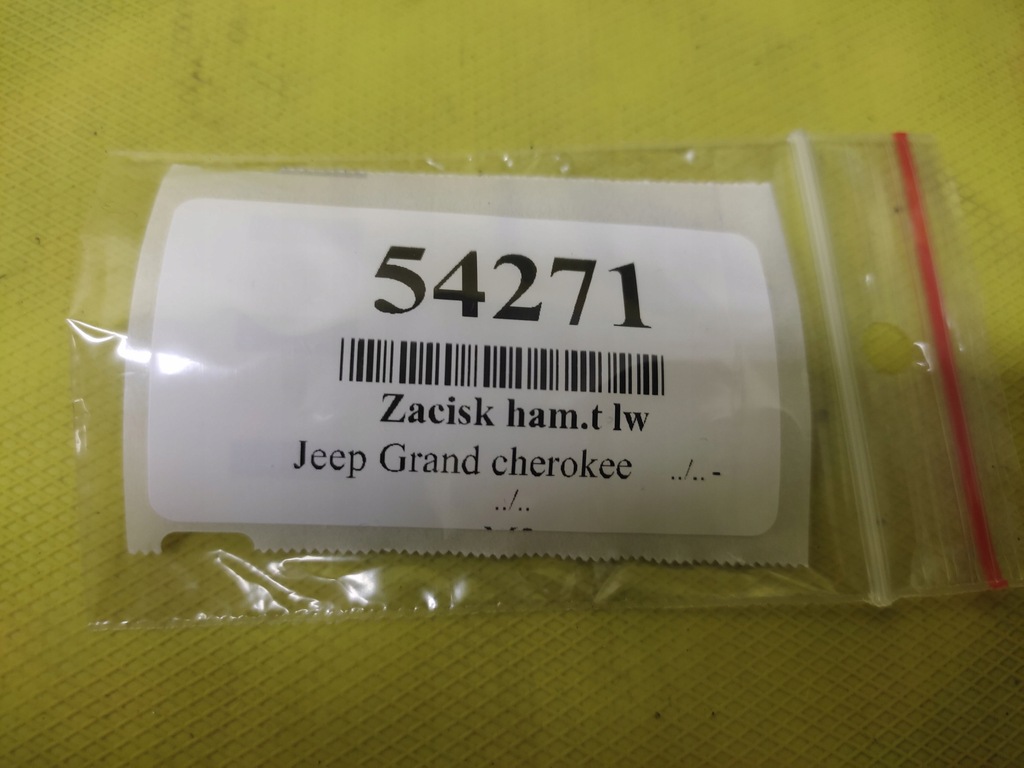 54271
Zacisk ham.t lw
Jeep Grand cherokee ../.. -
../..